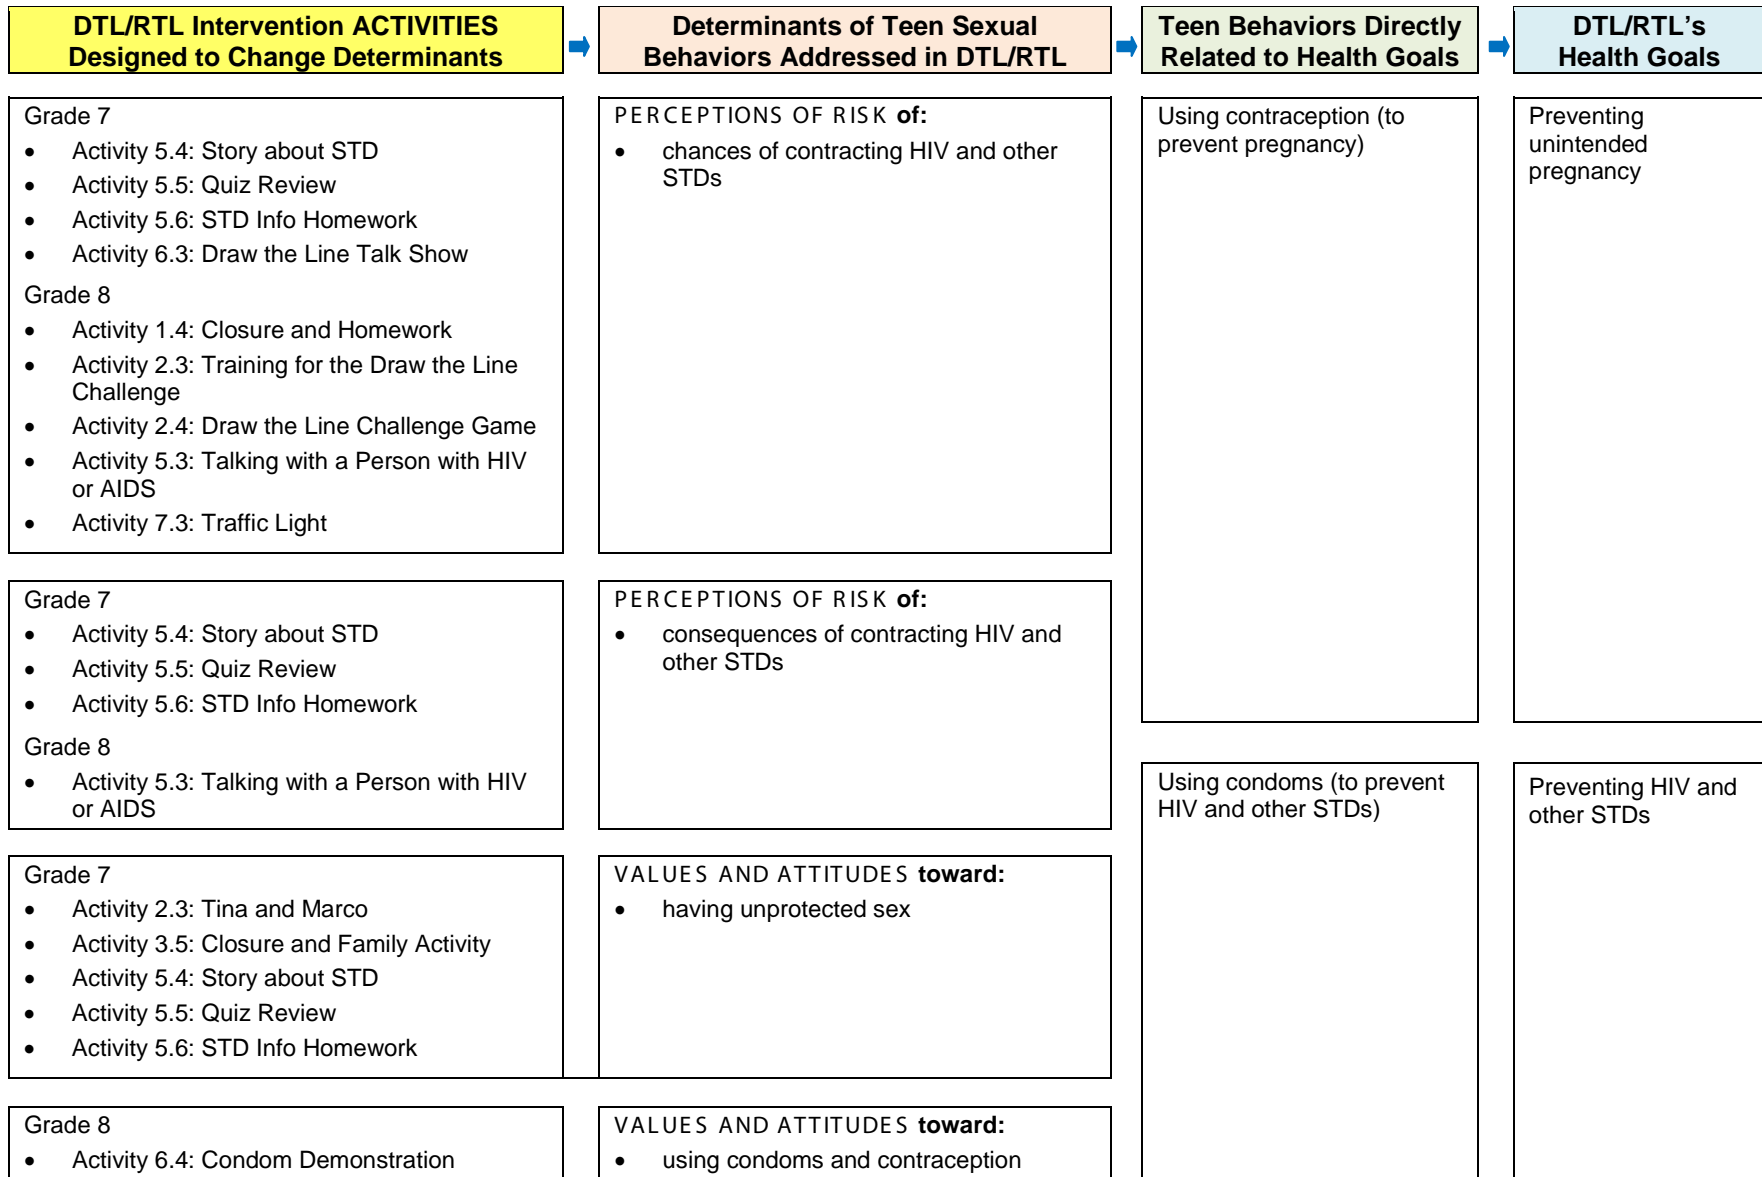 DTL/RTL Intervention ACTIVITIES
Designed to Change Determinants
Determinants of Teen Sexual
Behaviors Addressed in DTL/RTL
Teen Behaviors Directly
Related to Health Goals
DTL/RTL’s
Health Goals
Grade 7
• Activity 5.4: Story about STD
• Activity 5.5: Quiz Review
• Activity 5.6: STD Info Homework
• Activity 6.3: Draw the Line Talk Show
Grade 8
• Activity 1.4: Closure and Homework
• Activity 2.3: Training for the Draw the Line
Challenge
• Activity 2.4: Draw the Line Challenge Game
• Activity 5.3: Talking with a Person with HIV
or AIDS
• Activity 7.3: Traffic Light
PERCEPTIONS OF RISK of:
• chances of contracting HIV and other
STDs
Using contraception (to
prevent pregnancy)
Preventing
unintended
pregnancy
Grade 7
• Activity 5.4: Story about STD
• Activity 5.5: Quiz Review
• Activity 5.6: STD Info Homework
Grade 8
• Activity 5.3: Talking with a Person with HIV
or AIDS
PERCEPTIONS OF RISK of:
• consequences of contracting HIV and
other STDs
Using condoms (to prevent
HIV and other STDs)
Preventing HIV and
other STDs
Grade 7
• Activity 2.3: Tina and Marco
• Activity 3.5: Closure and Family Activity
• Activity 5.4: Story about STD
• Activity 5.5: Quiz Review
• Activity 5.6: STD Info Homework
VALUES AND ATTITUDES toward:
• having unprotected sex
Grade 8
• Activity 6.4: Condom Demonstration
VALUES AND ATTITUDES toward:
• using condoms and contraception